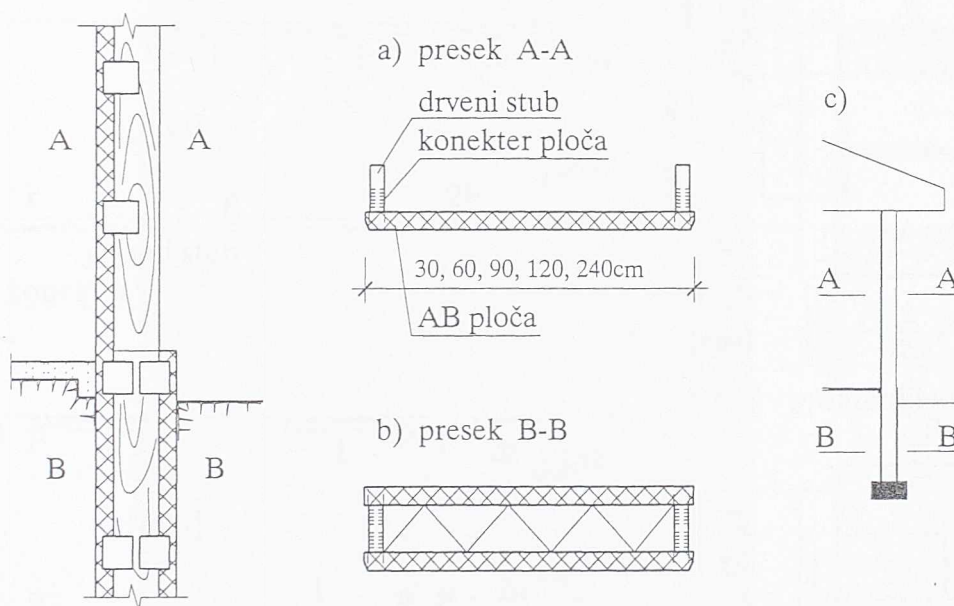 a) presek A-A
drveni stub
konekter ploča
c)
A A
30, 60, 90, 120, 240cm
A A
AB ploča
b) presek B-B
B B
B B